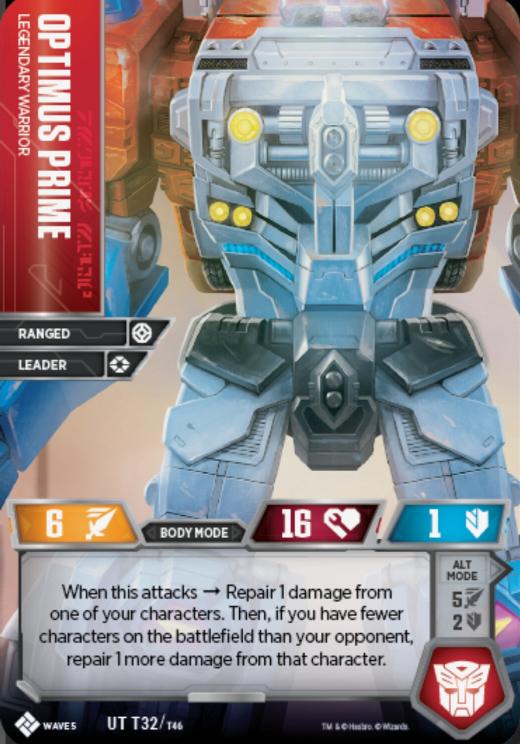 OPTIMUS PRIME
LEGENDARY WARRIOR
RANGED
LEADER
6
BODY MODE
16
1
When this attacks → Repair 1 damage from
one of your characters. Then, if you have fewer
characters on the battlefield than your opponent,
repair 1 more damage from that character.
ALT
MODE
5
2
WAVE 5
UT T32/T46
TM & © Hasbro. © Wizards.